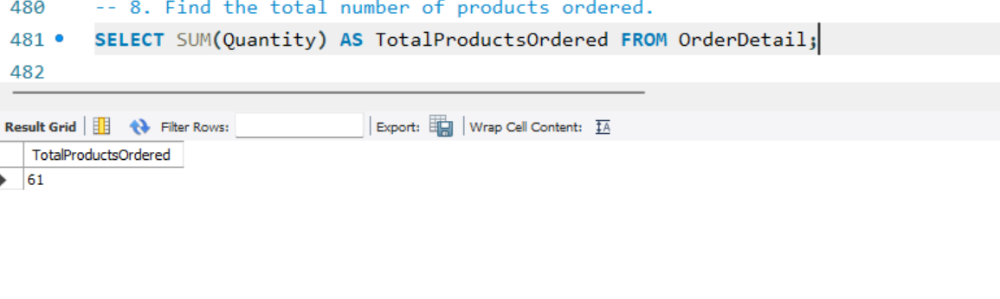 480 -- 8. Find the total number of products ordered.
481 SELECT SUM(Quantity) AS TotalProductsOrdered FROM OrderDetail;
482
Result Grid Filter Rows: Export: Wrap Cell Content: IA
TotalProductsOrdered
61